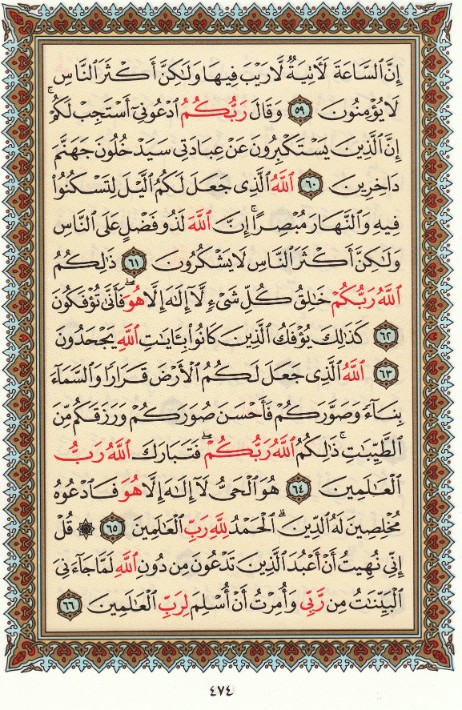 إِنَّ ٱلسَّاعَةَ لَأَتِيَةٌ لَّا رَيْبَ فِيهَا وَلَٰكِنَّ أَكْثَرَ ٱلنَّاسِ
لَا يُؤْمِنُونَ ٥٩ وَقَالَ رَبُّكُمُ ٱدْعُونِىٓ أَسْتَجِبْ لَكُمْ ۚ
إِنَّ ٱلَّذِينَ يَسْتَكْبِرُونَ عَنْ عِبَادَتِى سَيَدْخُلُونَ جَهَنَّمَ
دَاخِرِينَ ٦٠ ٱللَّهُ ٱلَّذِى جَعَلَ لَكُمُ ٱلَّيْلَ لِتَسْكُنُوا۟
فِيهِ وَٱلنَّهَارَ مُبْصِرًا ۚ إِنَّ ٱللَّهَ لَذُو فَضْلٍ عَلَى ٱلنَّاسِ
وَلَٰكِنَّ أَكْثَرَ ٱلنَّاسِ لَا يَشْكُرُونَ ٦١ ذَٰلِكُمُ
ٱللَّهُ رَبُّكُمْ خَٰلِقُ كُلِّ شَىْءٍ لَّآ إِلَٰهَ إِلَّا هُوَ ۖ فَأَنَّىٰ تُؤْفَكُونَ
٦٢ كَذَٰلِكَ يُؤْفَكُ ٱلَّذِينَ كَانُوا۟ بِـَٔايَٰتِ ٱللَّهِ يَجْحَدُونَ
٦٣ ٱللَّهُ ٱلَّذِى جَعَلَ لَكُمُ ٱلْأَرْضَ قَرَارًا وَٱلسَّمَآءَ
بِنَآءً وَصَوَّرَكُمْ فَأَحْسَنَ صُوَرَكُمْ وَرَزَقَكُم مِّنَ
ٱلطَّيِّبَٰتِ ۚ ذَٰلِكُمُ ٱللَّهُ رَبُّكُمْ ۖ فَتَبَارَكَ ٱللَّهُ رَبُّ
ٱلْعَٰلَمِينَ ٦٤ هُوَ ٱلْحَىُّ لَآ إِلَٰهَ إِلَّا هُوَ فَٱدْعُوهُ
مُخْلِصِينَ لَهُ ٱلدِّينَ ۗ ٱلْحَمْدُ لِلَّهِ رَبِّ ٱلْعَٰلَمِينَ ٦٥ ۞ قُلْ
إِنِّى نُهِيتُ أَنْ أَعْبُدَ ٱلَّذِينَ تَدْعُونَ مِن دُونِ ٱللَّهِ لَمَّا جَآءَنِىَ
ٱلْبَيِّنَٰتُ مِن رَّبِّى وَأُمِرْتُ أَنْ أُسْلِمَ لِرَبِّ ٱلْعَٰلَمِينَ ٦٦
٤٧٤